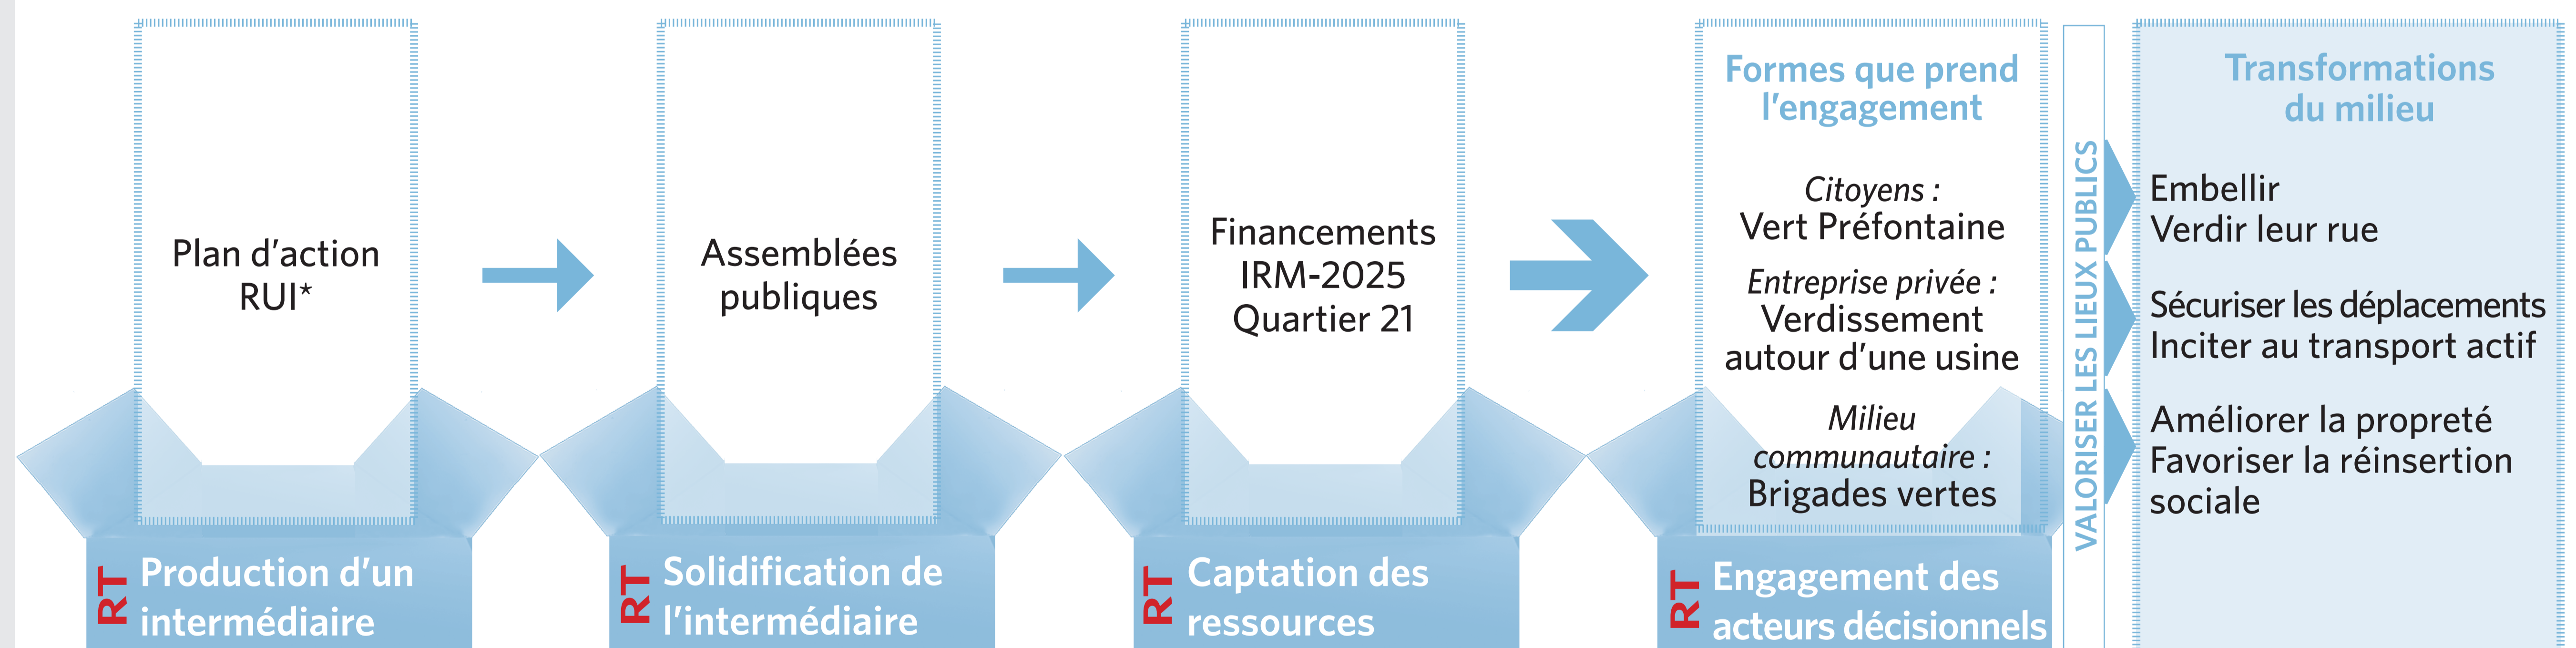 Plan d'action
RUI*
RT
Production d'un
intermédiaire
Assemblées
publiques
RT
Solidification de
l'intermédiaire
Financements
IRM-2025
Quartier 21
RT
Captation des
ressources
Formes que prend
l'engagement
Citoyens :
Vert Préfontaine
Entreprise privée :
Verdissement
autour d'une usine
Milieu
communautaire :
Brigades vertes
RT
Engagement des
acteurs décisionnels
VALORISER LES LIEUX PUBLICS
Transformations
du milieu
Embellir
Verdir leur rue
Sécuriser les déplacements
Inciter au transport actif
Améliorer la propreté
Favoriser la réinsertion
sociale